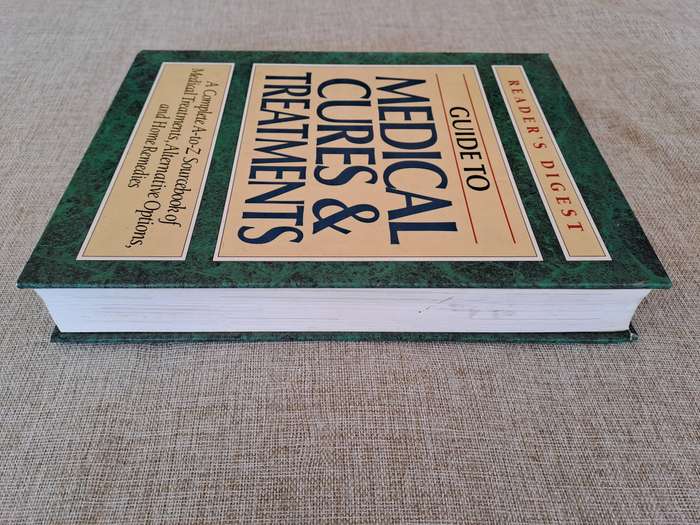 READER'S DIGEST
GUIDE TO
MEDICAL
CURES &
TREATMENTS
A Complete A-to-Z Sourcebook of
Medical Treatments, Alternative Options,
and Home Remedies